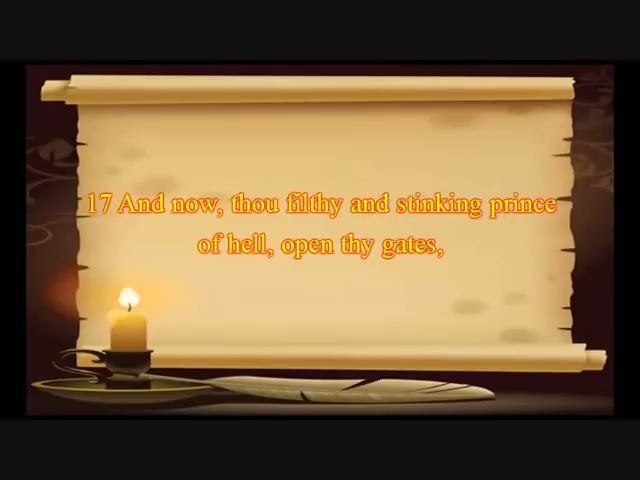 17 And now, thou filthy and stinking prince
of hell, open thy gates,